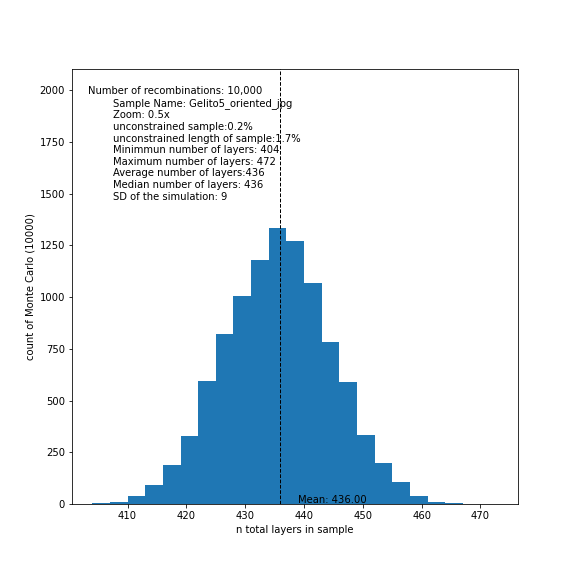 Number of recombinations: 10,000
Sample Name: Gelito5_oriented_jpg
Zoom: 0.5x
unconstrained sample:0.2%
unconstrained length of sample:1.7%
Minimmun number of layers: 404
Maximum number of layers: 472
Average number of layers:436
Median number of layers: 436
SD of the simulation: 9
2000
1750
1500
1250
1000
750
500
250
0
count of Monte Carlo (10000)
Mean: 436.00
410 420 430 440 450 460 470
n total layers in sample